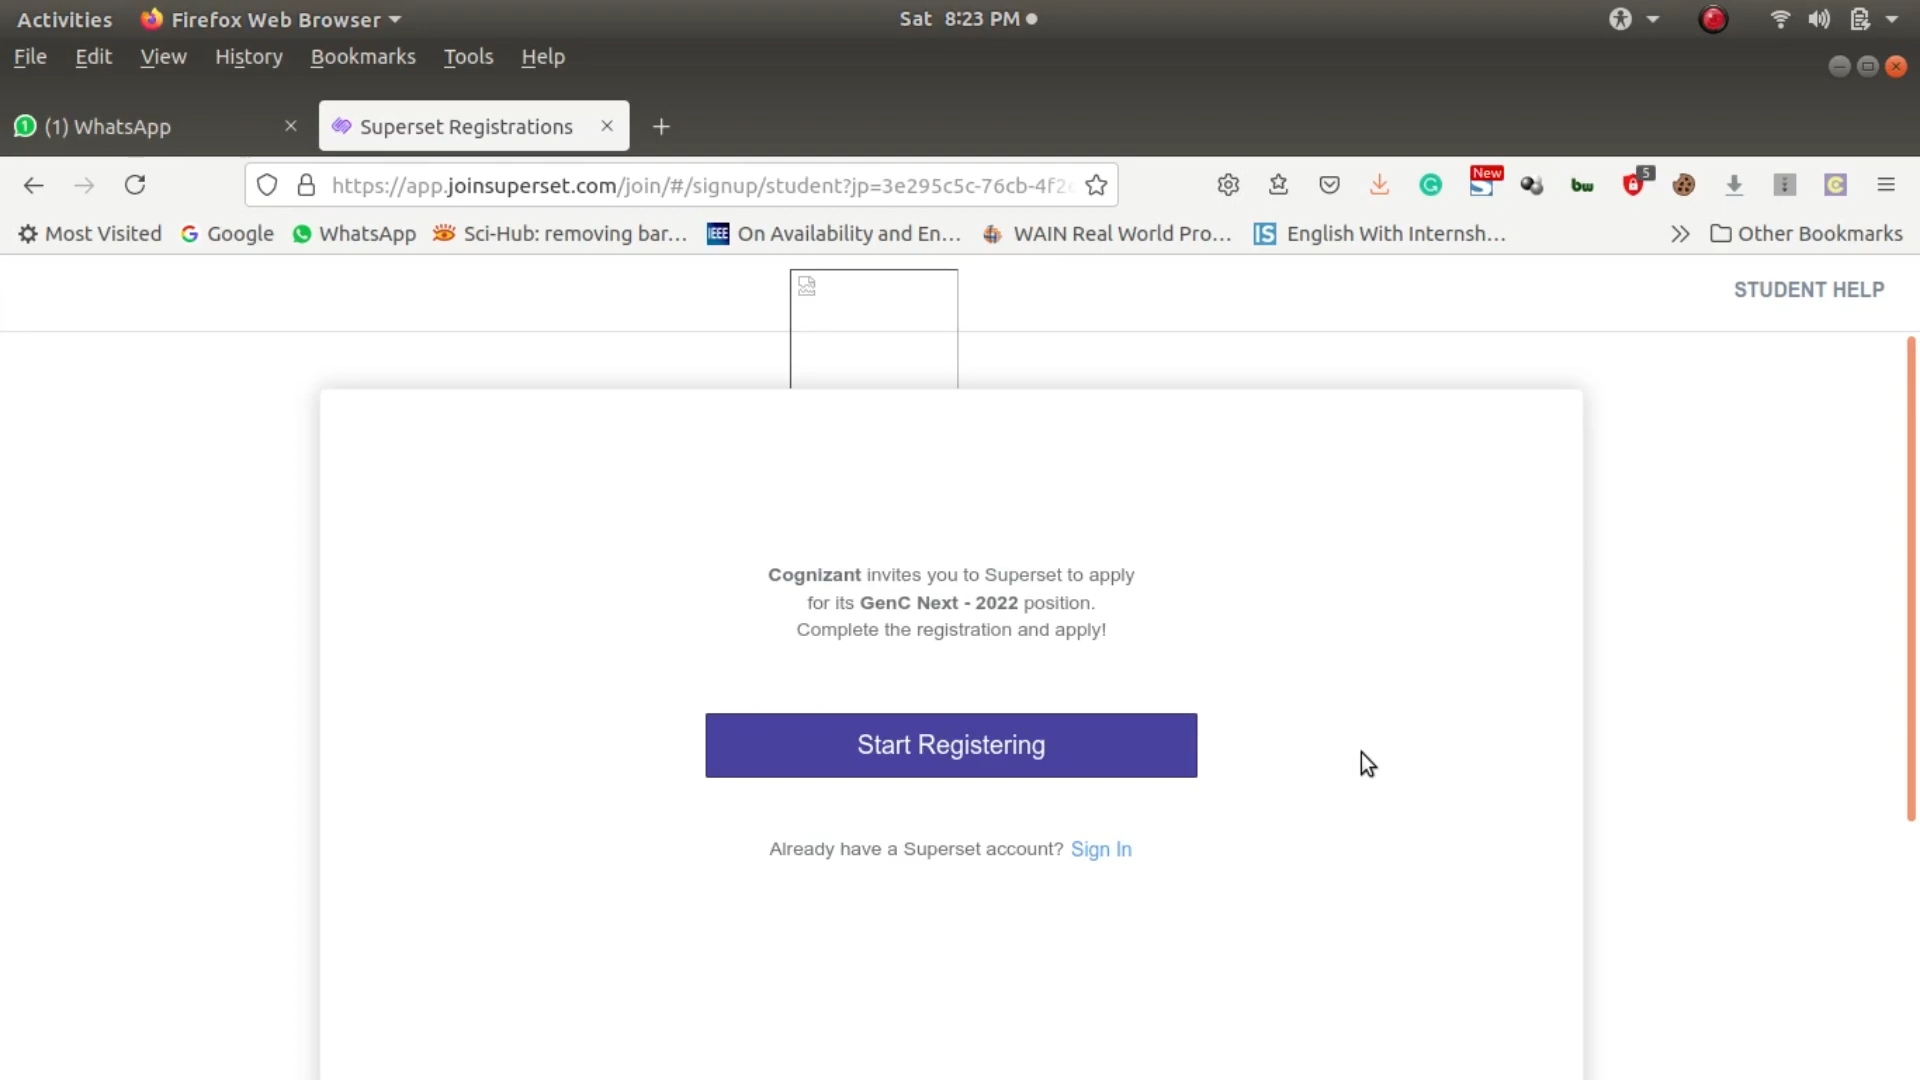 Activities Firefox Web Browser Sat 8:23 PM
File Edit View History Bookmarks Tools Help
(1) WhatsApp Superset Registrations
https://app.joinsuperset.com/join/#/signup/student?jp=3e295c5c-76cb-4f2 New bw 5
Most Visited Google WhatsApp Sci-Hub: removing bar... IEEE On Availability and En... WAIN Real World Pro... IS English With Internsh... Other Bookmarks
STUDENT HELP
Cognizant invites you to Superset to apply
for its GenC Next - 2022 position.
Complete the registration and apply!
Start Registering
Already have a Superset account? Sign In